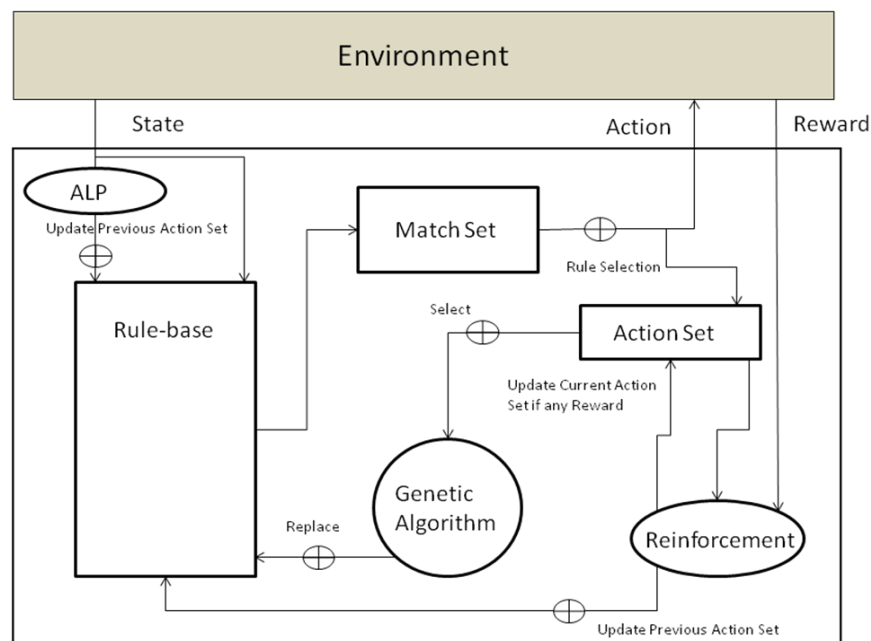 Environment
State
Action
Reward
ALP
Update Previous Action Set
Match Set
Rule Selection
Rule-base
Select
Action Set
Update Current Action
Set if any Reward
Genetic
Algorithm
Replace
Reinforcement
Update Previous Action Set